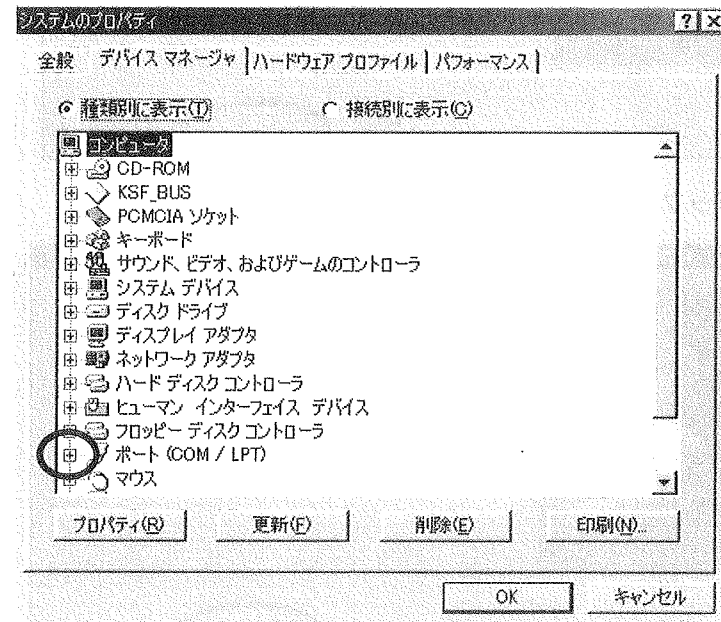 システムのプロパティ
全般 デバイス マネージャ ハードウェア プロファイル パフォーマンス
種類別に表示(T) 接続別に表示(C)
コンピュータ
CD-ROM
KSF_BUS
PCMCIA ソケット
キーボード
サウンド、ビデオ、およびゲームのコントローラ
システム デバイス
ディスク ドライブ
ディスプレイ アダプタ
ネットワーク アダプタ
ハード ディスク コントローラ
ヒューマン インターフェイス デバイス
フロッピー ディスク コントローラ
ポート (COM / LPT)
マウス
プロパティ(R) 更新(F) 削除(E) 印刷(N)...
OK キャンセル